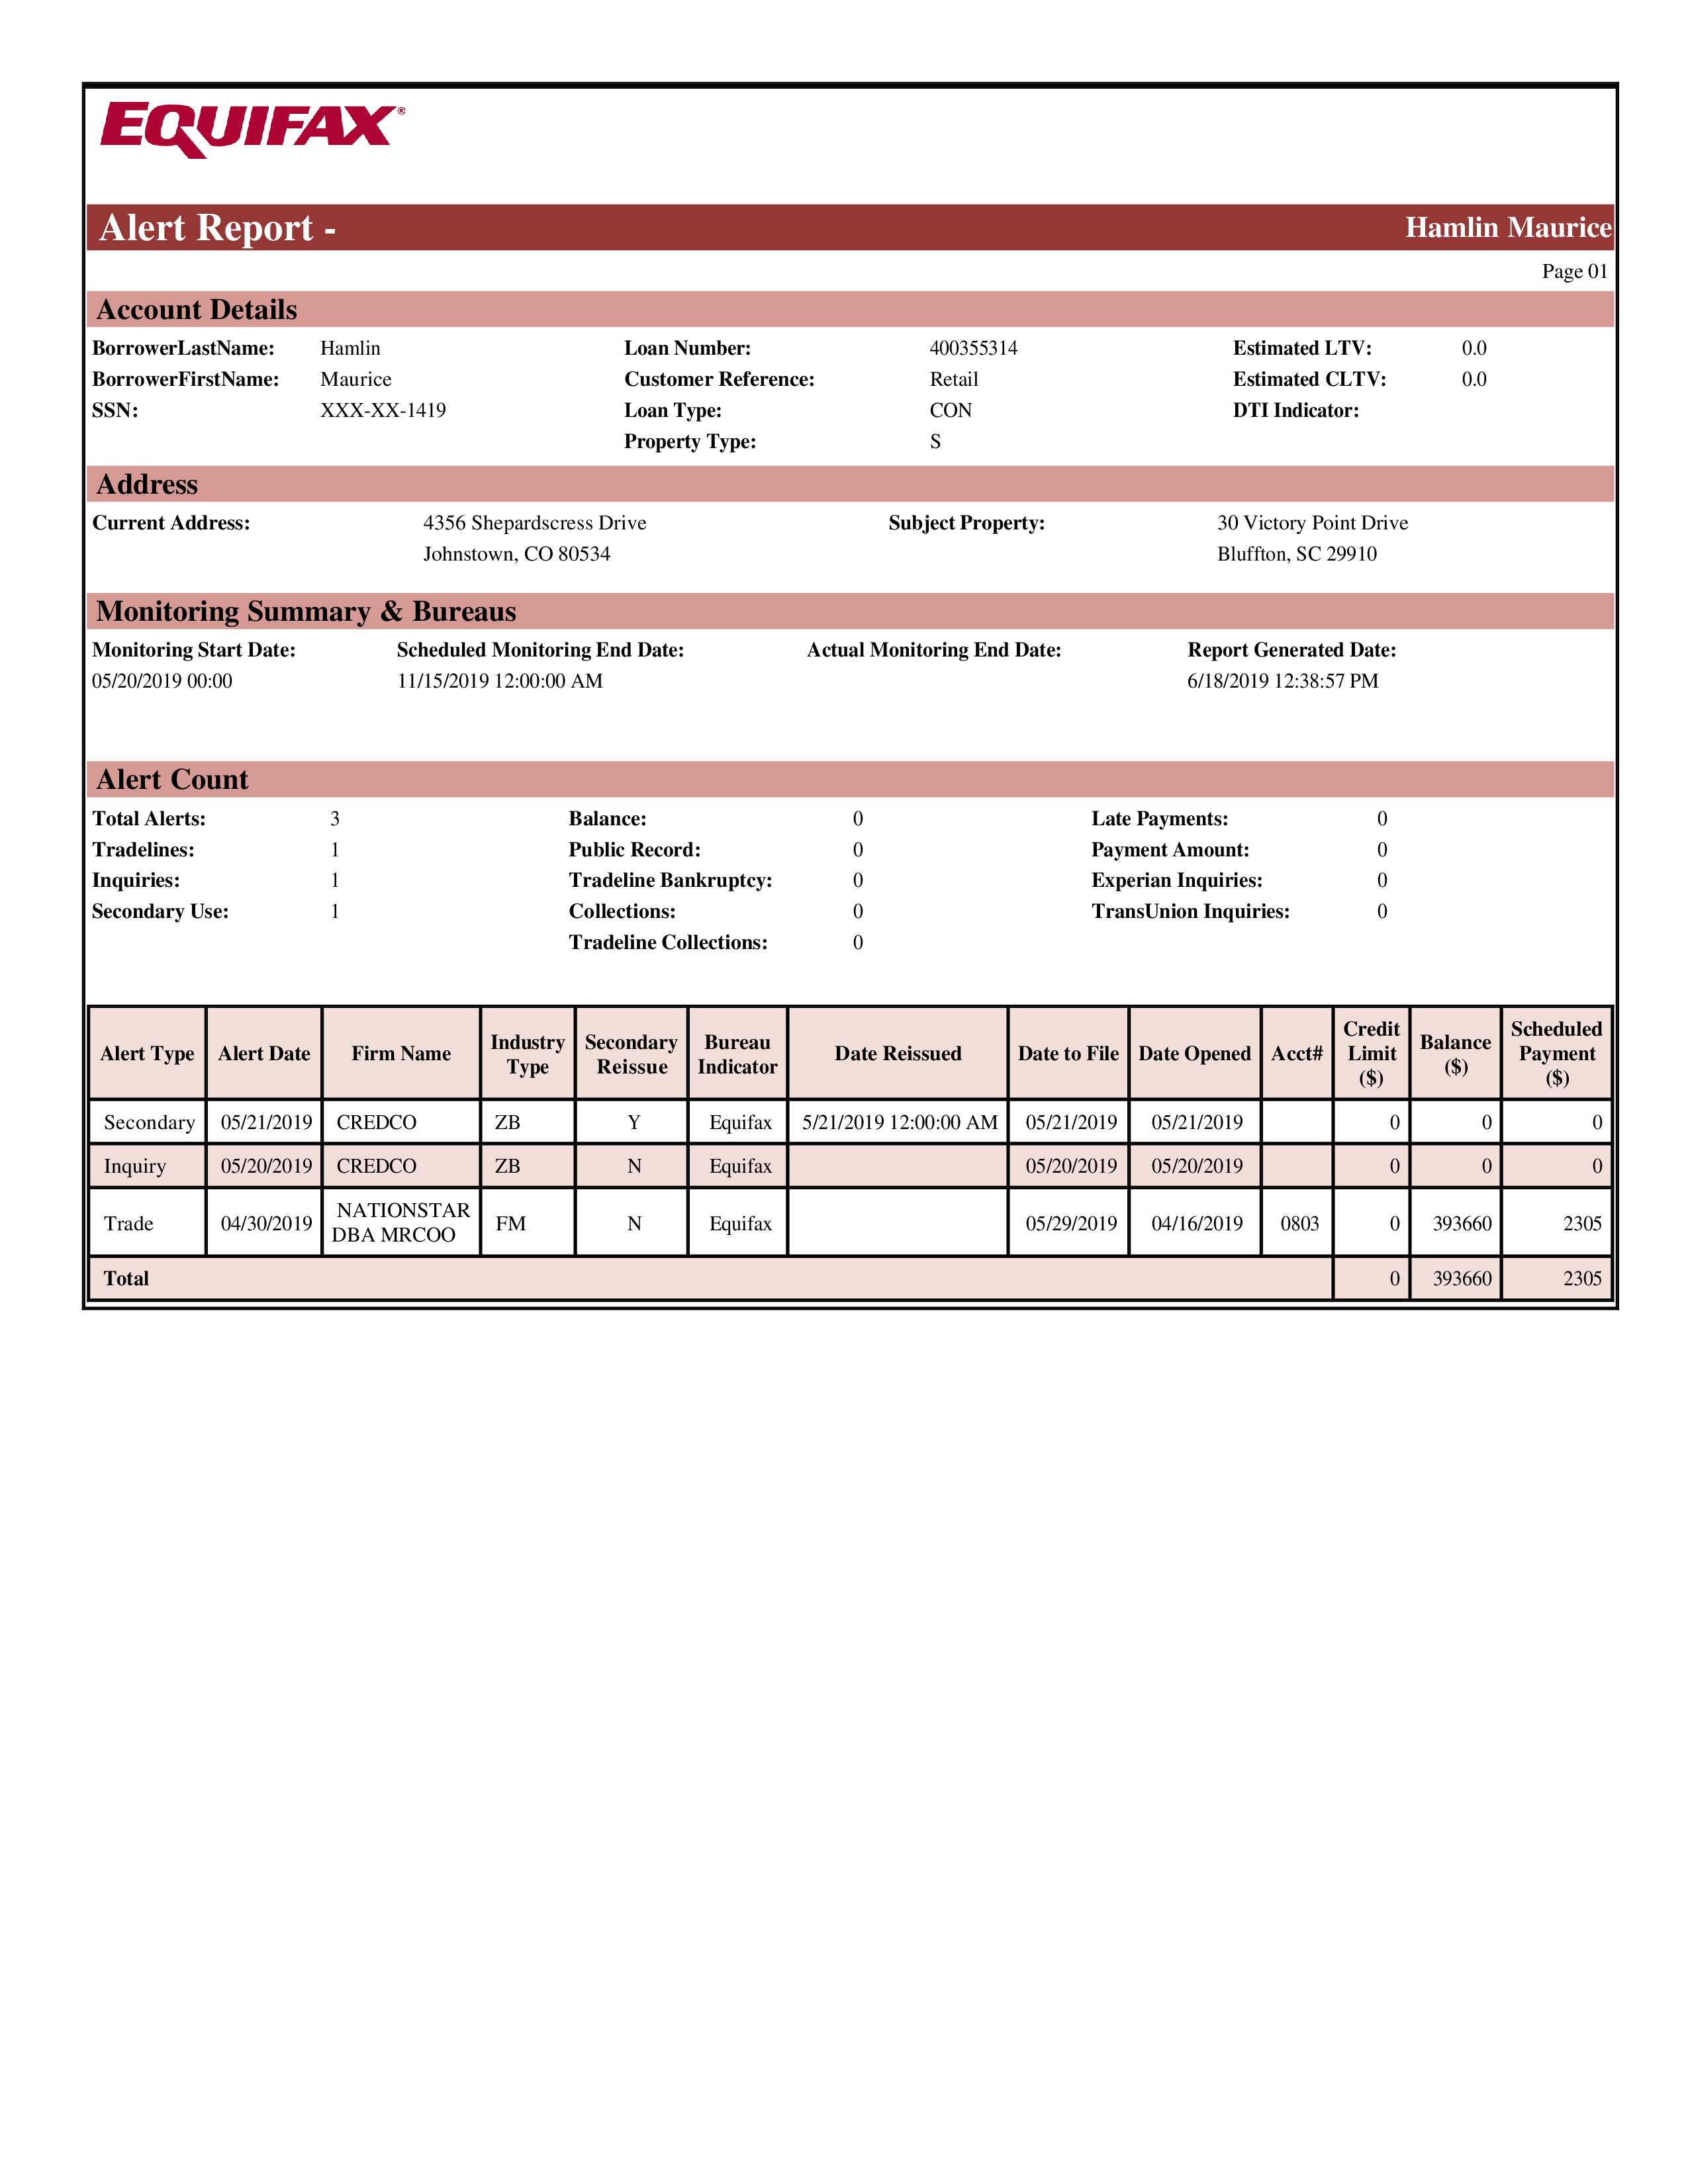 EQUIFAX®
Alert Report - Hamlin Maurice
Page 01
Account Details
BorrowerLastName: Hamlin Loan Number: 400355314 Estimated LTV: 0.0
BorrowerFirstName: Maurice Customer Reference: Retail Estimated CLTV: 0.0
SSN: XXX-XX-1419 Loan Type: CON DTI Indicator:
Property Type: S
Address
Current Address: 4356 Shepardscress Drive Subject Property: 30 Victory Point Drive
Johnstown, CO 80534 Bluffton, SC 29910
Monitoring Summary & Bureaus
Monitoring Start Date: Scheduled Monitoring End Date: Actual Monitoring End Date: Report Generated Date:
05/20/2019 00:00 11/15/2019 12:00:00 AM 6/18/2019 12:38:57 PM
Alert Count
Total Alerts: 3 Balance: 0 Late Payments: 0
Tradelines: 1 Public Record: 0 Payment Amount: 0
Inquiries: 1 Tradeline Bankruptcy: 0 Experian Inquiries: 0
Secondary Use: 1 Collections: 0 TransUnion Inquiries: 0
Tradeline Collections: 0
Alert Type Alert Date Firm Name Industry Type Secondary Reissue Bureau Indicator Date Reissued Date to File Date Opened Acct# Credit Limit ($) Balance ($) Scheduled Payment ($)
Secondary 05/21/2019 CREDCO ZB Y Equifax 5/21/2019 12:00:00 AM 05/21/2019 05/21/2019 0 0 0
Inquiry 05/20/2019 CREDCO ZB N Equifax 05/20/2019 05/20/2019 0 0 0
Trade 04/30/2019 NATIONSTAR DBA MRCOO FM N Equifax 05/29/2019 04/16/2019 0803 0 393660 2305
Total 0 393660 2305